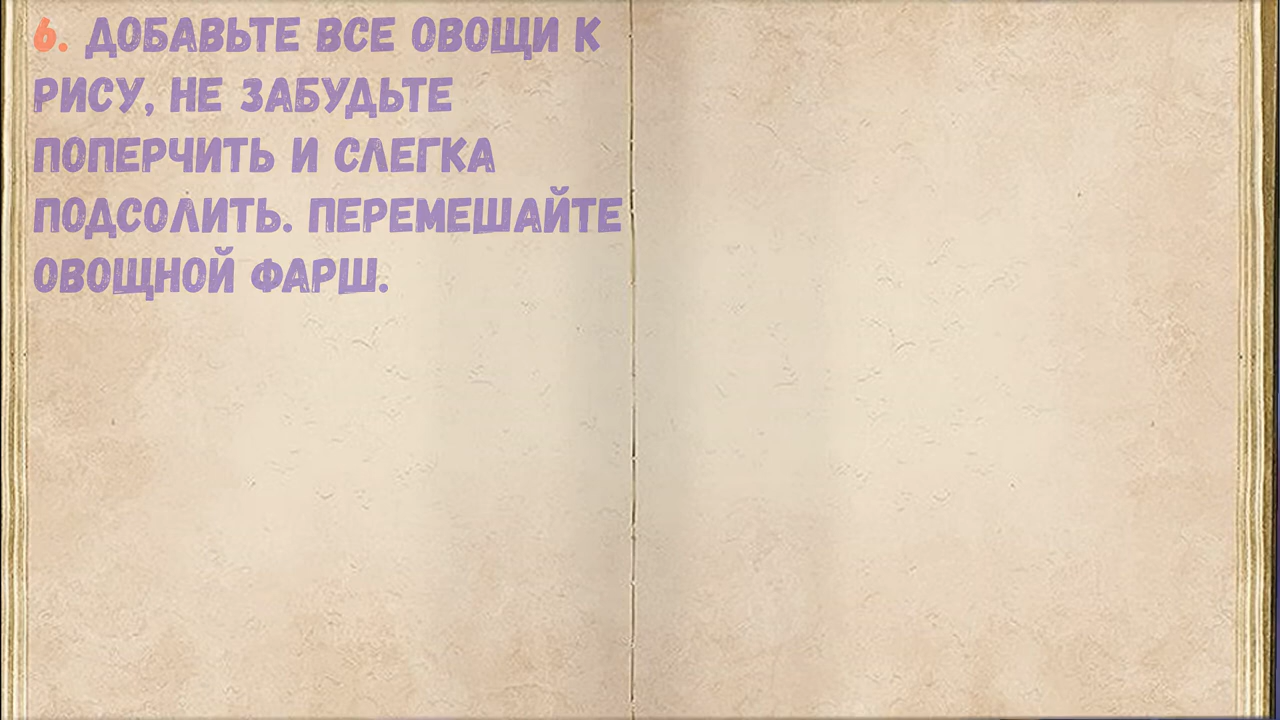 6. ДОБАВЬТЕ ВСЕ ОВОЩИ К
РИСУ, НЕ ЗАБУДЬТЕ
ПОПЕРЧИТЬ И СЛЕГКА
ПОДСОЛИТЬ. ПЕРЕМЕШАЙТЕ
ОВОЩНОЙ ФАРШ.